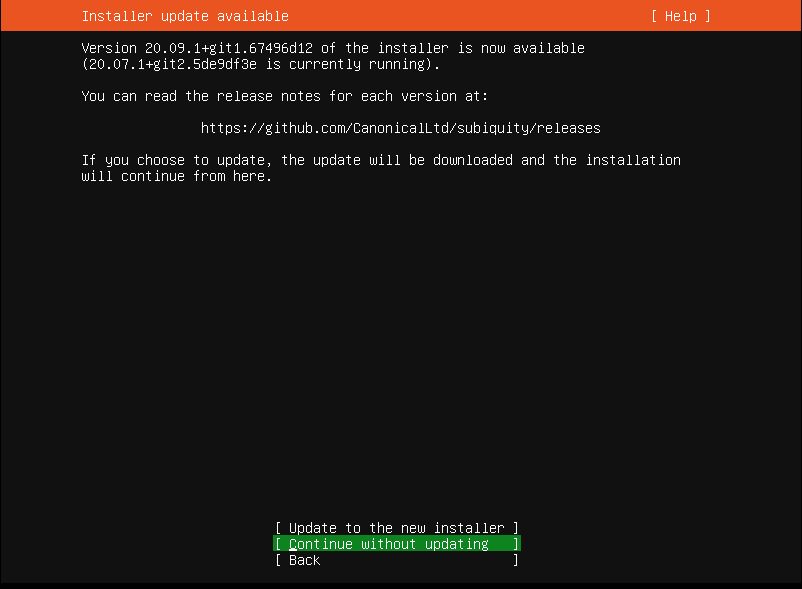 Installer update available [ Help ]
Version 20.09.1+git1.67496d12 of the installer is now available
(20.07.1+git2.5de9df3e is currently running).
You can read the release notes for each version at:
https://github.com/CanonicalLtd/subiquity/releases
If you choose to update, the update will be downloaded and the installation
will continue from here.
[ Update to the new installer ]
[ Continue without updating ]
[ Back ]